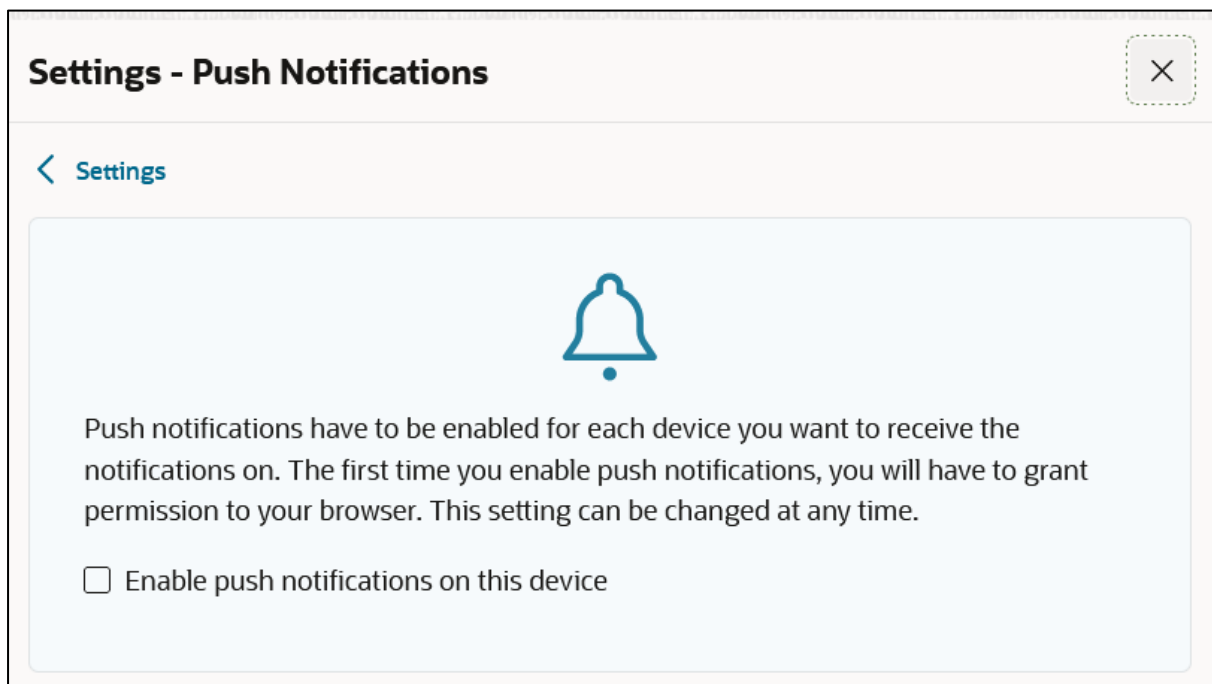 Settings - Push Notifications
Settings
Push notifications have to be enabled for each device you want to receive the
notifications on. The first time you enable push notifications, you will have to grant
permission to your browser. This setting can be changed at any time.
Enable push notifications on this device